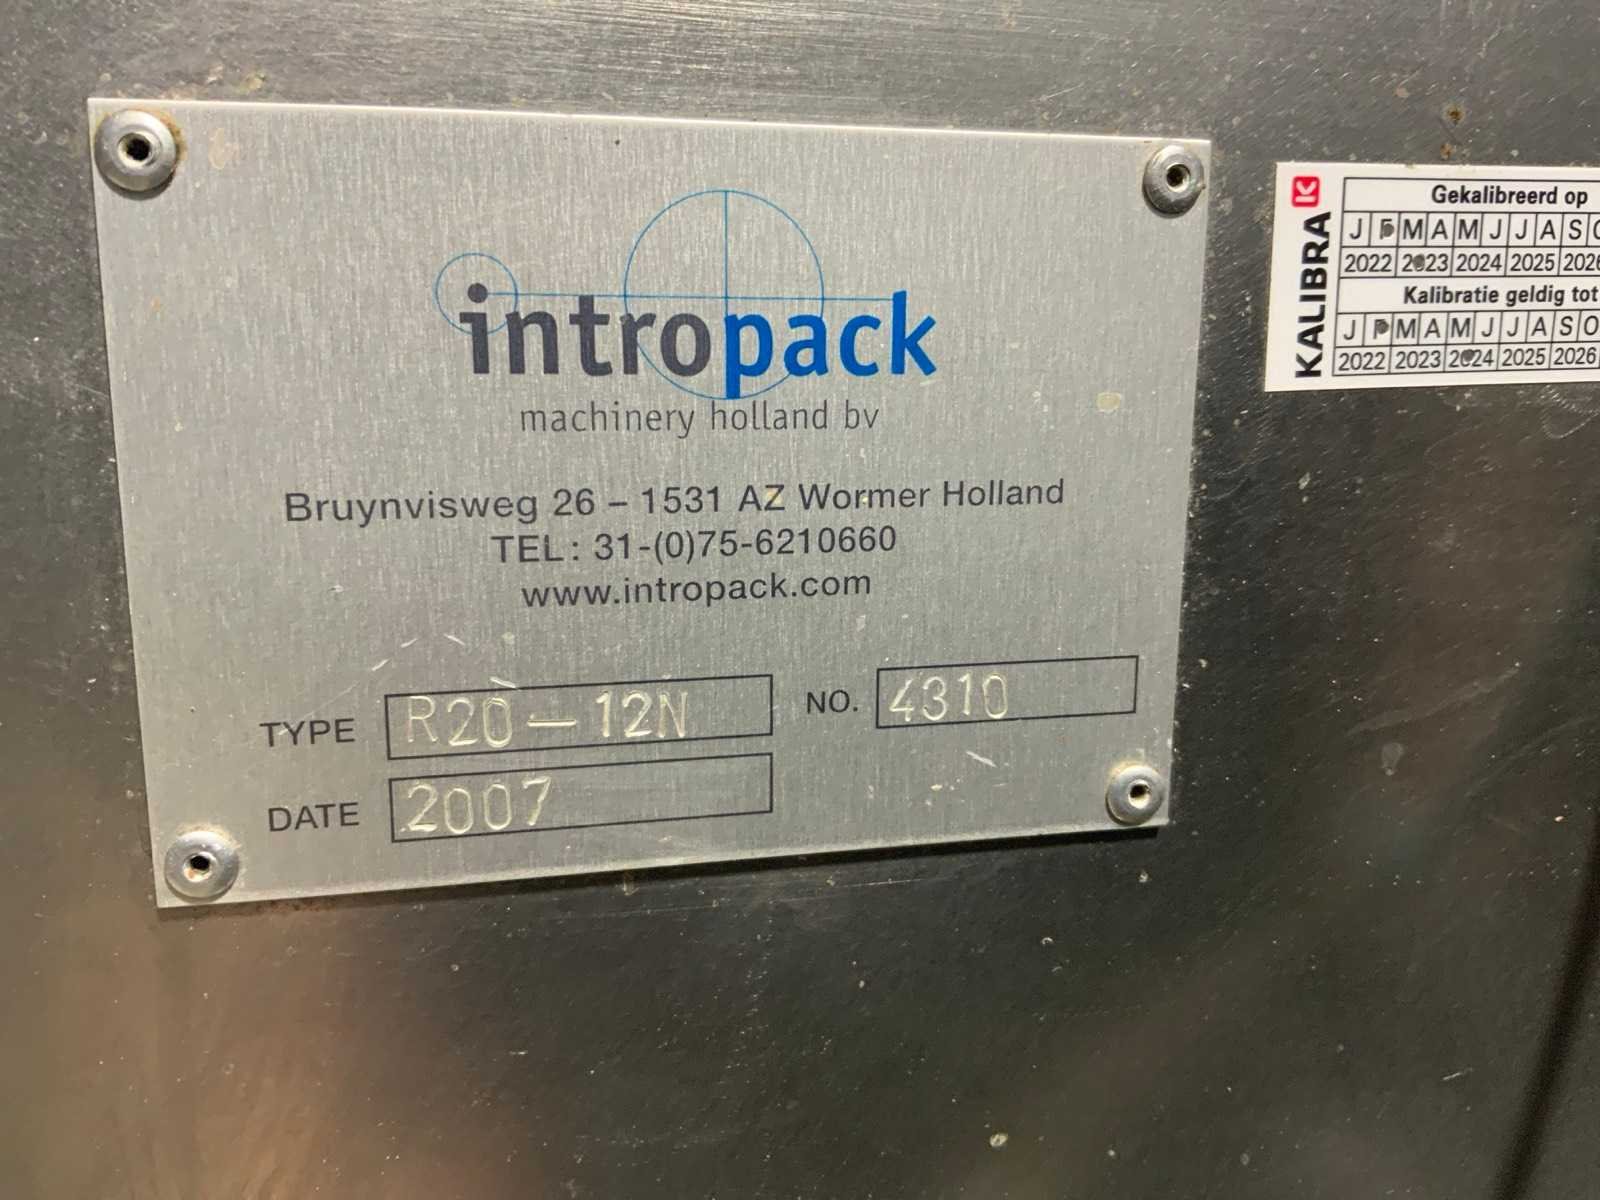 intropack
machinery holland bv
Bruynvisweg 26 – 1531 AZ Wormer Holland
TEL: 31-(0)75-6210660
www.intropack.com
TYPE R20-12N NO. 4310
DATE 2007
KALIBRA
Gekalibreerd op
J F M A M J J A S O
2022 2023 2024 2025 2026
Kalibratie geldig tot
J F M A M J J A S O
2022 2023 2024 2025 2026